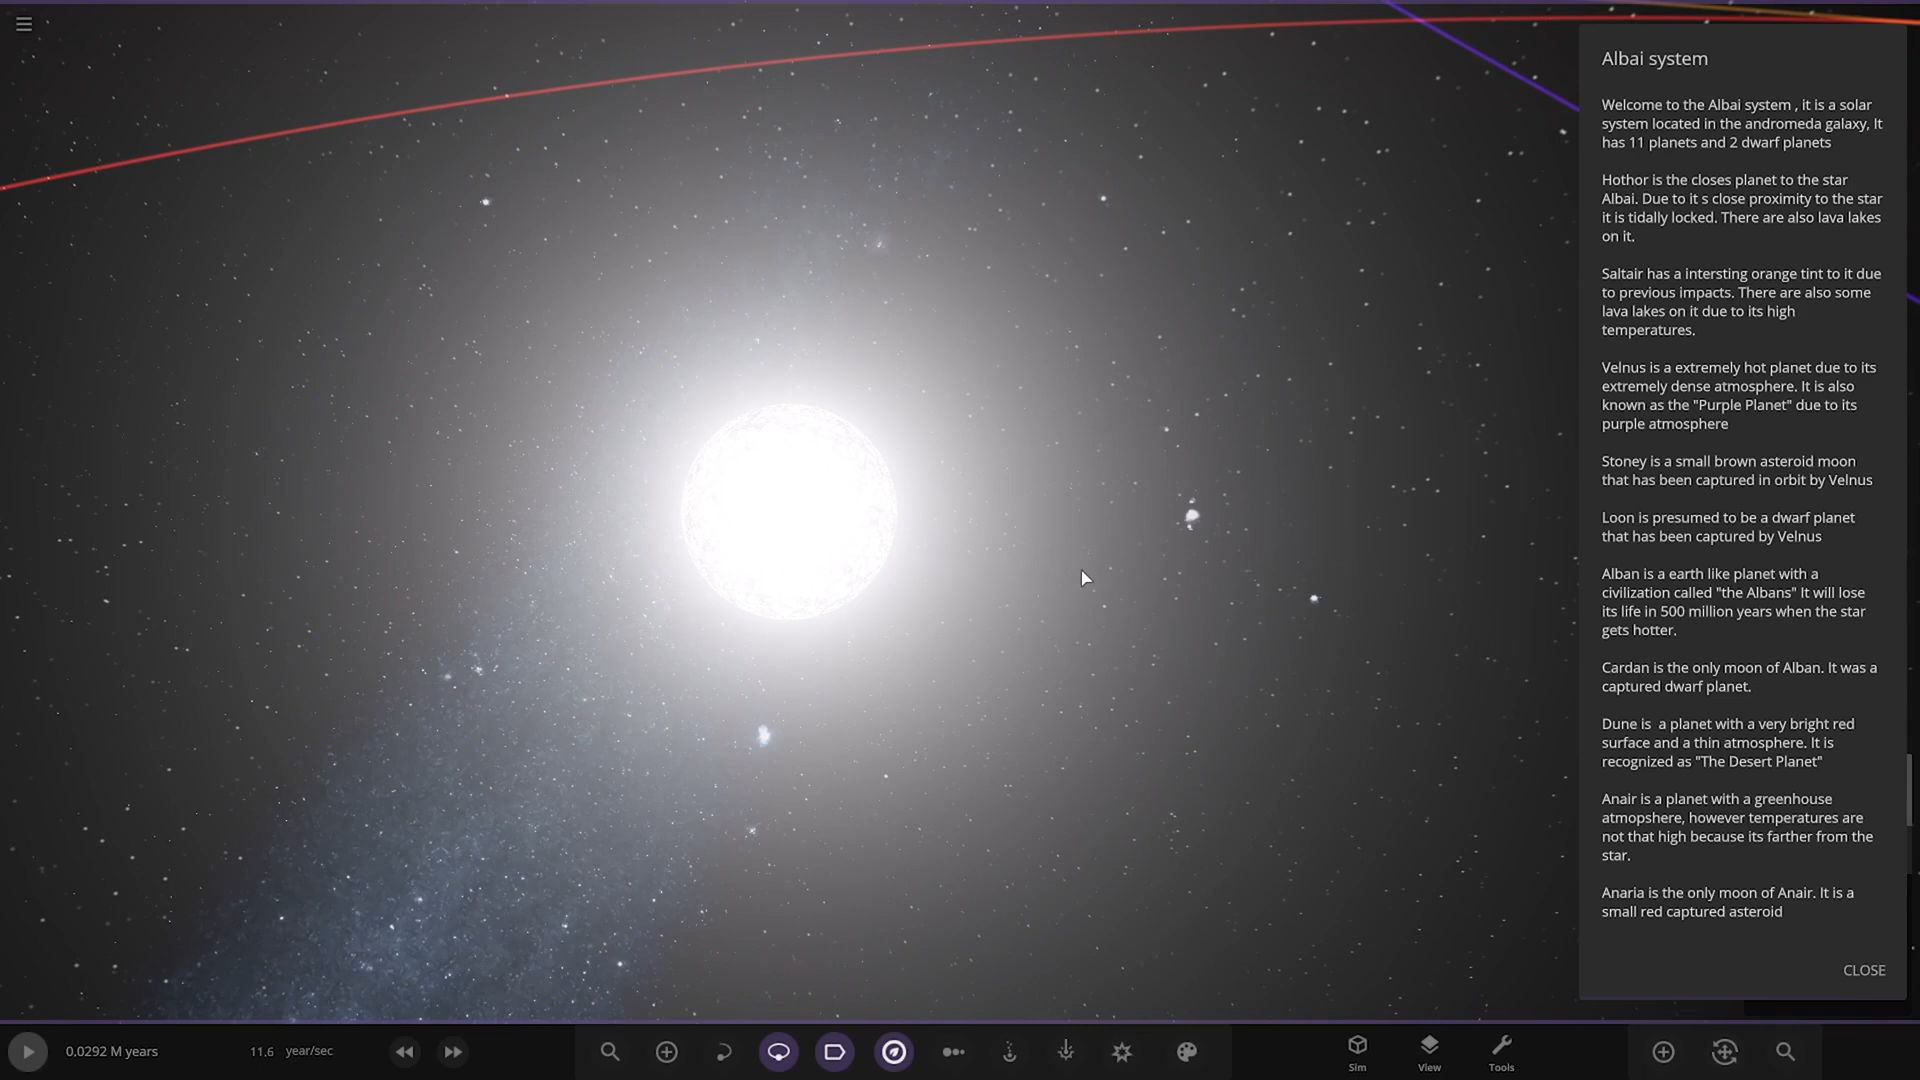 Albai system
Welcome to the Albai system , it is a solar
system located in the andromeda galaxy, It
has 11 planets and 2 dwarf planets
Hothor is the closes planet to the star
Albai. Due to it s close proximity to the star
it is tidally locked. There are also lava lakes
on it.
Saltair has a intersting orange tint to it due
to previous impacts. There are also some
lava lakes on it due to its high
temperatures.
Velnus is a extremely hot planet due to its
extremely dense atmosphere. It is also
known as the "Purple Planet" due to its
purple atmosphere
Stoney is a small brown asteroid moon
that has been captured in orbit by Velnus
Loon is presumed to be a dwarf planet
that has been captured by Velnus
Alban is a earth like planet with a
civilization called "the Albans" It will lose
its life in 500 million years when the star
gets hotter.
Cardan is the only moon of Alban. It was a
captured dwarf planet.
Dune is  a planet with a very bright red
surface and a thin atmosphere. It is
recognized as "The Desert Planet"
Anair is a planet with a greenhouse
atmopshere, however temperatures are
not that high because its farther from the
star.
Anaria is the only moon of Anair. It is a
small red captured asteroid
CLOSE
0.0292 M years
11.6 year/sec
Sim
View
Tools